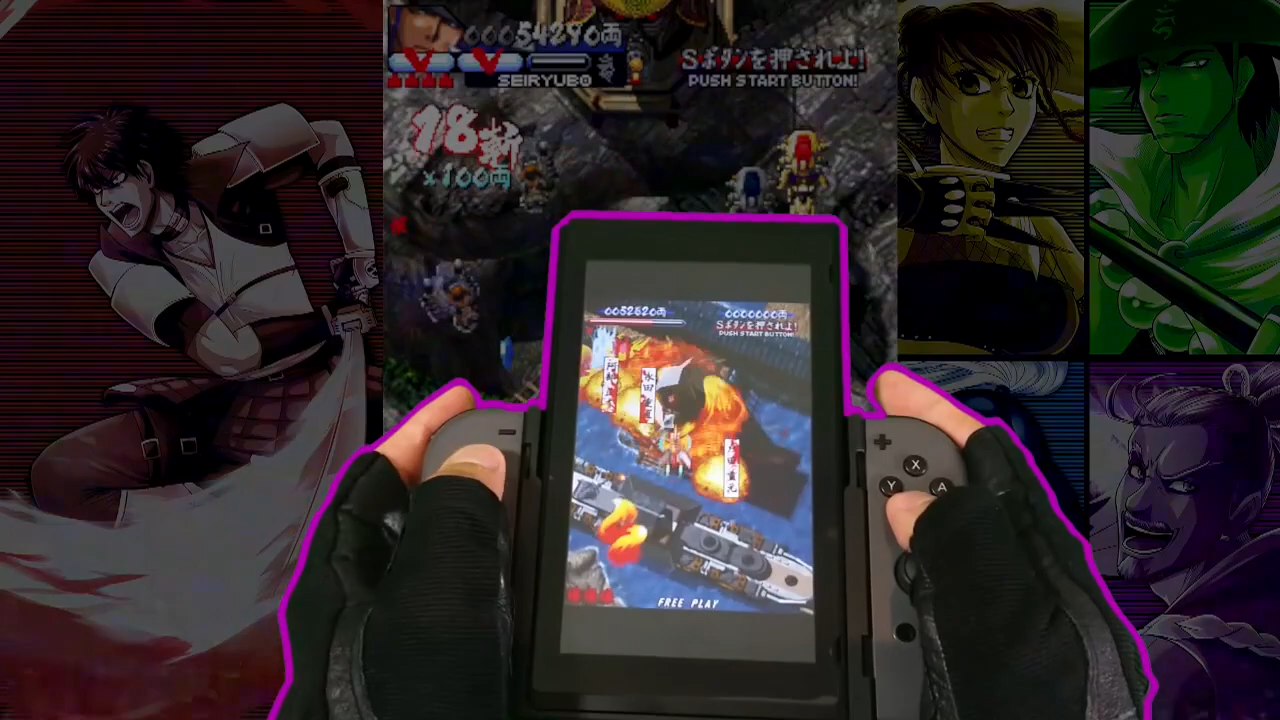 00054290両
SEIRYUBO
Sボタンを押されよ!
PUSH START BUTTON!
18斬
x100両
0052520両
0000000両
Sボタンを押されよ!
PUSH START BUTTON!
FREE PLAY
X
Y
A